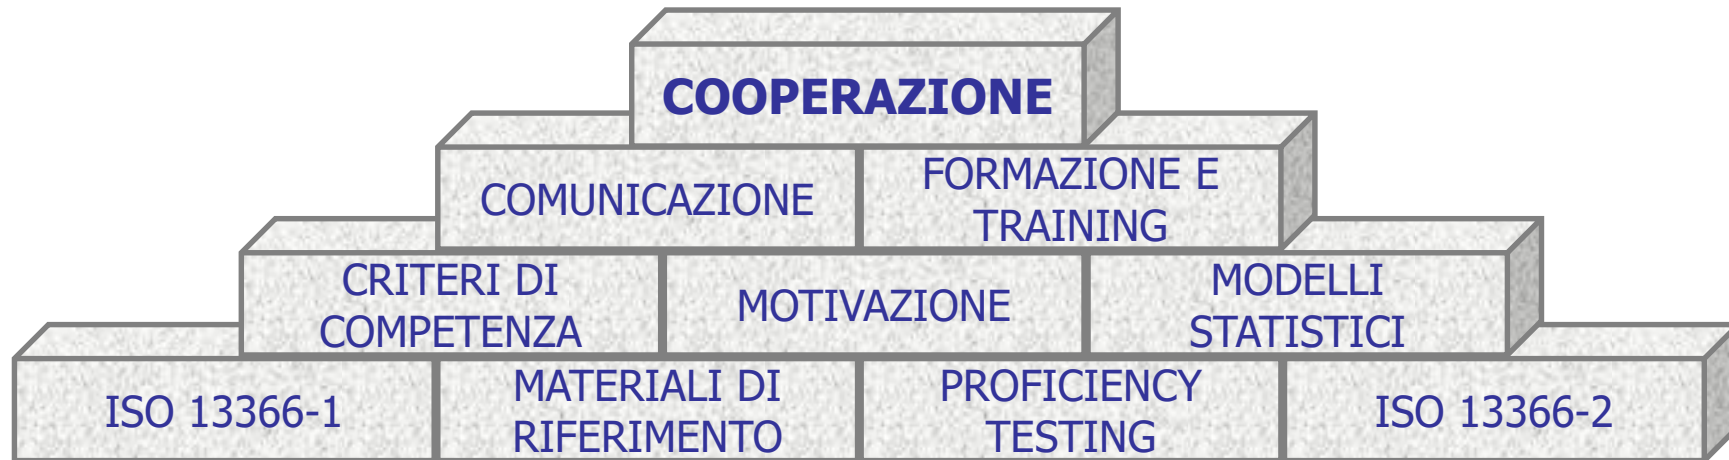 COOPERAZIONE
COMUNICAZIONE
FORMAZIONE E
TRAINING
CRITERI DI
COMPETENZA
MOTIVAZIONE
MODELLI
STATISTICI
ISO 13366-1
MATERIALI DI
RIFERIMENTO
PROFICIENCY
TESTING
ISO 13366-2